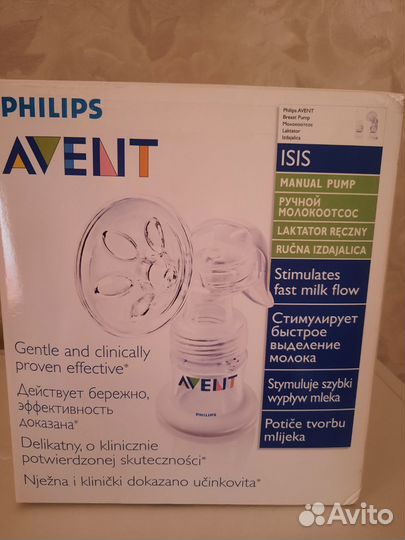 PHILIPS
AVENT
Philips AVENT
Breast Pump
Молокоотсос
Laktator
Izdajalica
ISIS
MANUAL PUMP
РУЧНОЙ
МОЛОКООТСОС
LAKTATOR RĘCZNY
RUČNA IZDAJALICA
Stimulates
fast milk flow
Стимулирует
быстрое
выделение
молока
Stymuluje szybki
wypływ mleka
Potiče tvorbu
mlijeka
Gentle and clinically
proven effective*
Действует бережно,
эффективность
доказана*
Delikatny, o klinicznie
potwierdzonej skuteczności*
Nježna i klinički dokazano učinkovita*
AVENT
PHILIPS
Avito